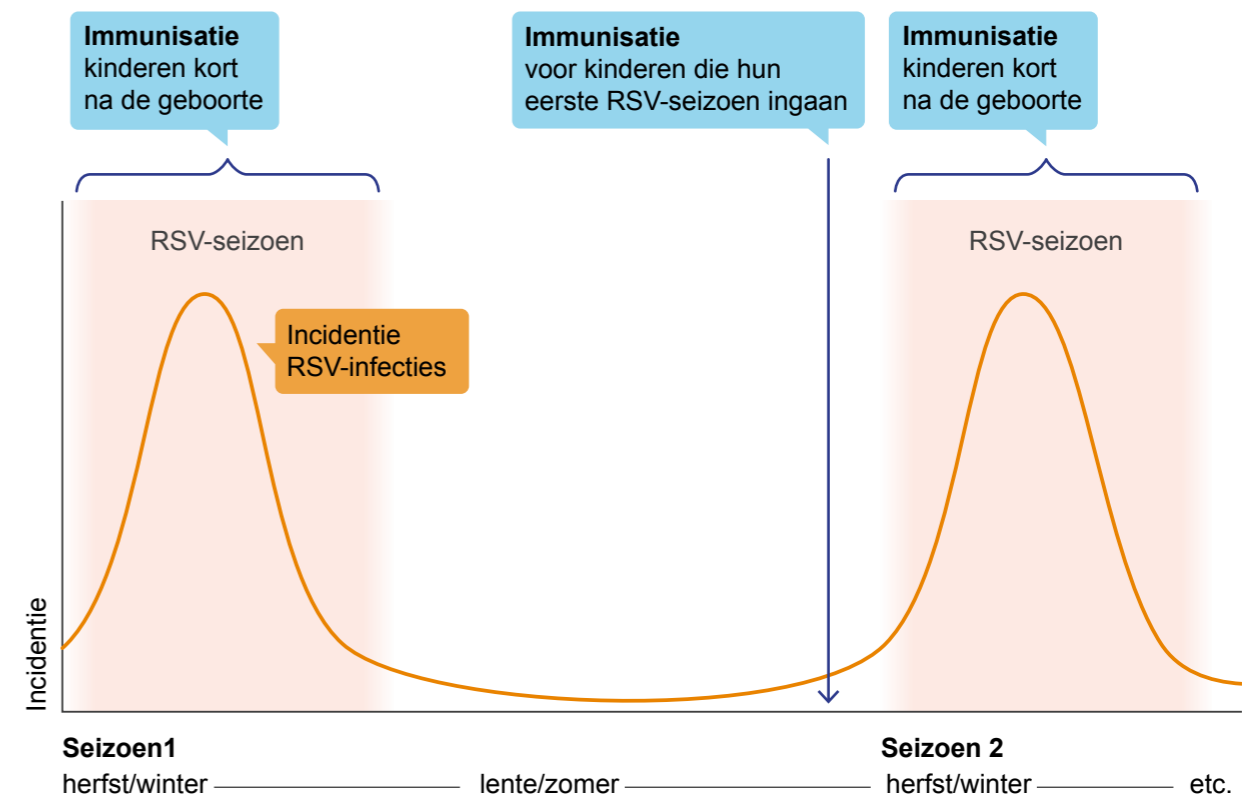 Immunisatie
kinderen kort
na de geboorte
Immunisatie
voor kinderen die hun
eerste RSV-seizoen ingaan
Immunisatie
kinderen kort
na de geboorte
RSV-seizoen
RSV-seizoen
Incidentie
RSV-infecties
Incidentie
Seizoen1
Seizoen 2
herfst/winter
lente/zomer
herfst/winter
etc.